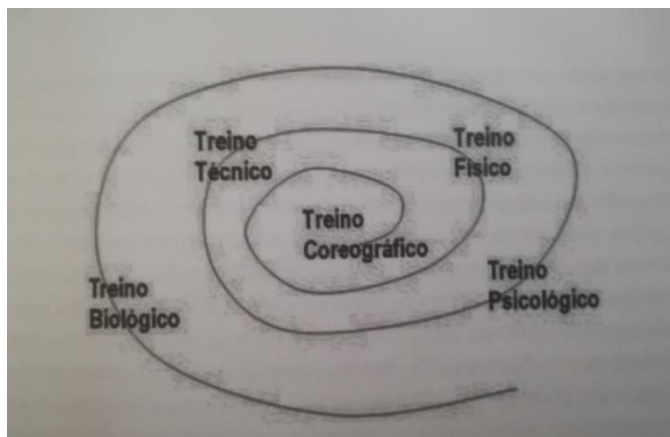 Treino
Técnico
Treino
Físico
Treino
Coreográfico
Treino
Psicológico
Treino
Biológico